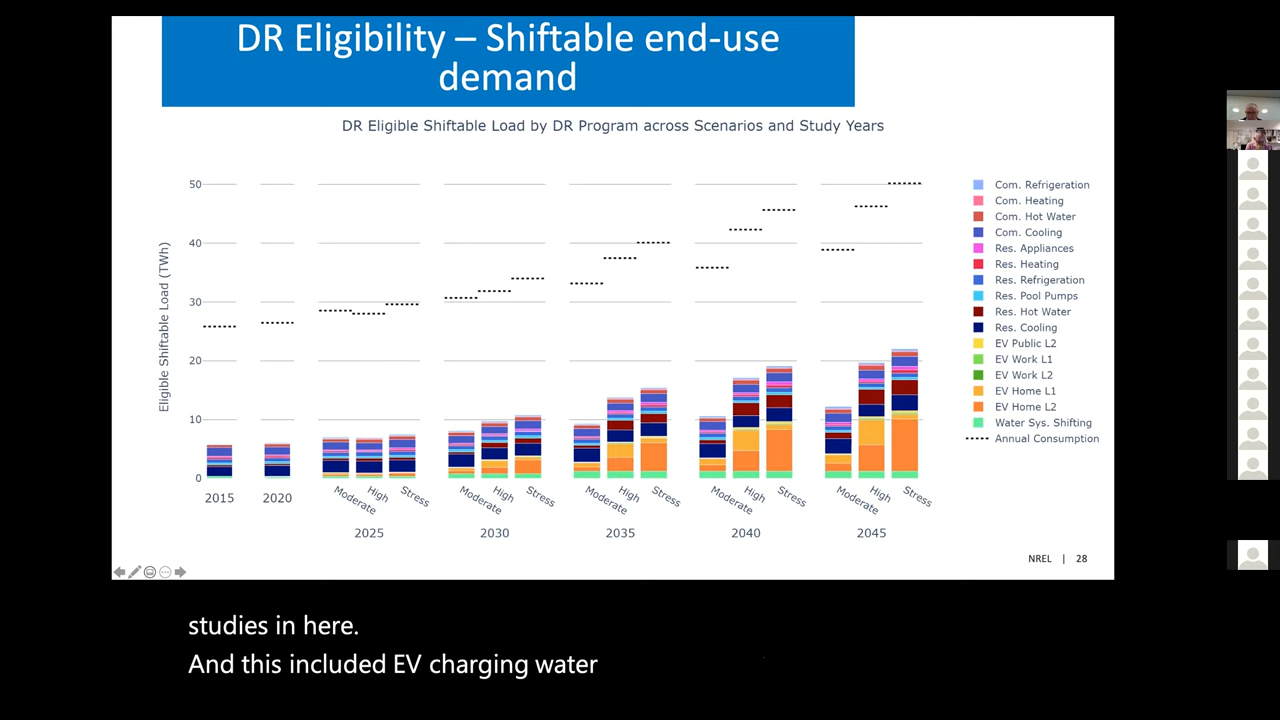 DR Eligibility – Shiftable end-use
demand
DR Eligible Shiftable Load by DR Program across Scenarios and Study Years
Eligible Shiftable Load (TWh)
50
40
30
20
10
0
2015
2020
Moderate
High
Stress
2025
Moderate
High
Stress
2030
Moderate
High
Stress
2035
Moderate
High
Stress
2040
Moderate
High
Stress
2045
Com. Refrigeration
Com. Heating
Com. Hot Water
Com. Cooling
Res. Appliances
Res. Heating
Res. Refrigeration
Res. Pool Pumps
Res. Hot Water
Res. Cooling
EV Public L2
EV Work L1
EV Work L2
EV Home L1
EV Home L2
Water Sys. Shifting
Annual Consumption
NREL | 28
studies in here.
And this included EV charging water